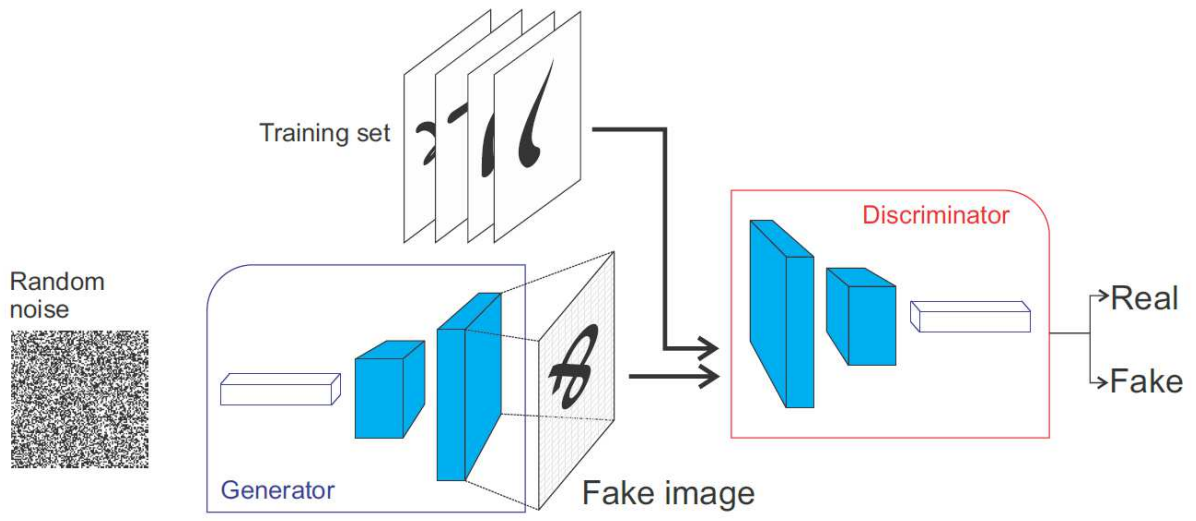 Training set
Discriminator
Random
noise
Real
Fake
Generator
Fake image